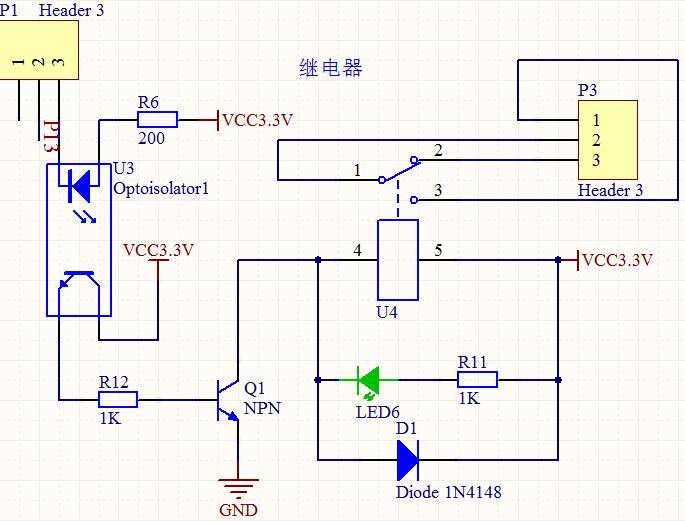 P1 Header 3
1 2 3
P13
R6
200
VCC3.3V
U3
Optoisolator1
VCC3.3V
继电器
P3
1
2
3
Header 3
1
2
3
4
5
U4
VCC3.3V
R12
1K
Q1
NPN
GND
LED6
R11
1K
D1
Diode 1N4148